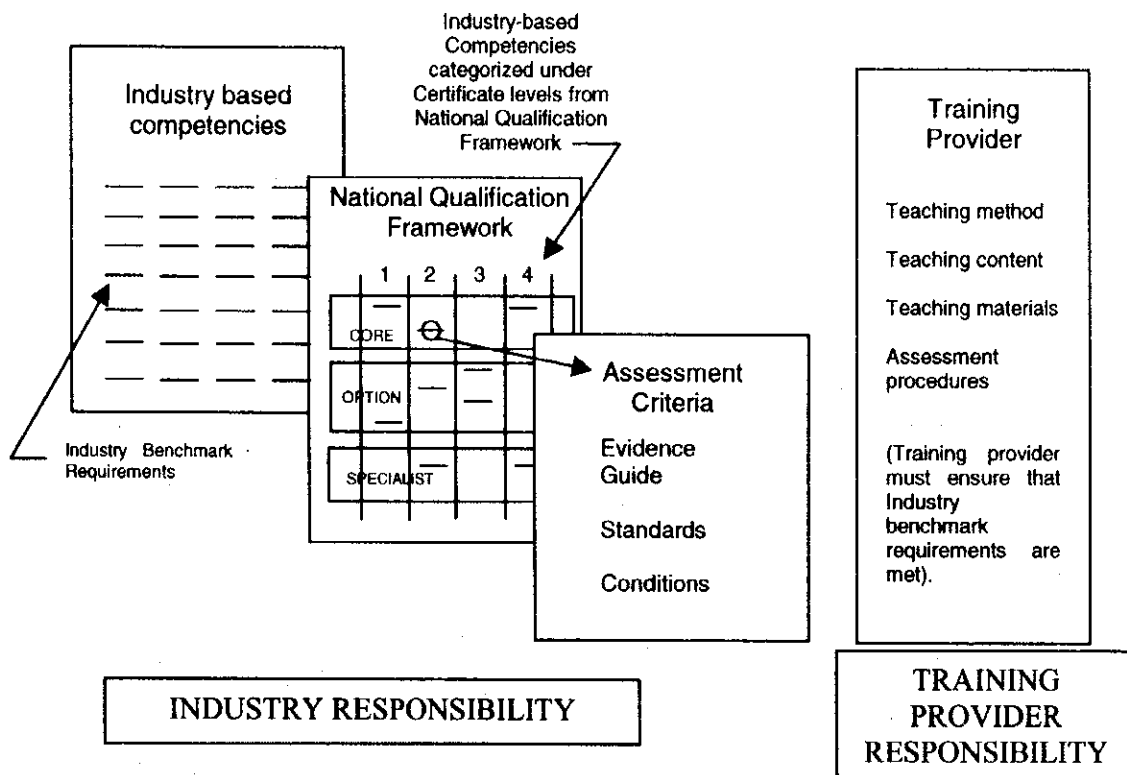 Industry based
competencies
Industry Benchmark
Requirements
Industry-based
Competencies
categorized under
Certificate levels from
National Qualification
Framework
National Qualification
Framework
1 2 3 4
CORE
OPTION
SPECIALIST
Assessment
Criteria
Evidence
Guide
Standards
Conditions
INDUSTRY RESPONSIBILITY
Training
Provider
Teaching method
Teaching content
Teaching materials
Assessment
procedures
(Training provider
must ensure that
Industry
benchmark
requirements are
met).
TRAINING
PROVIDER
RESPONSIBILITY